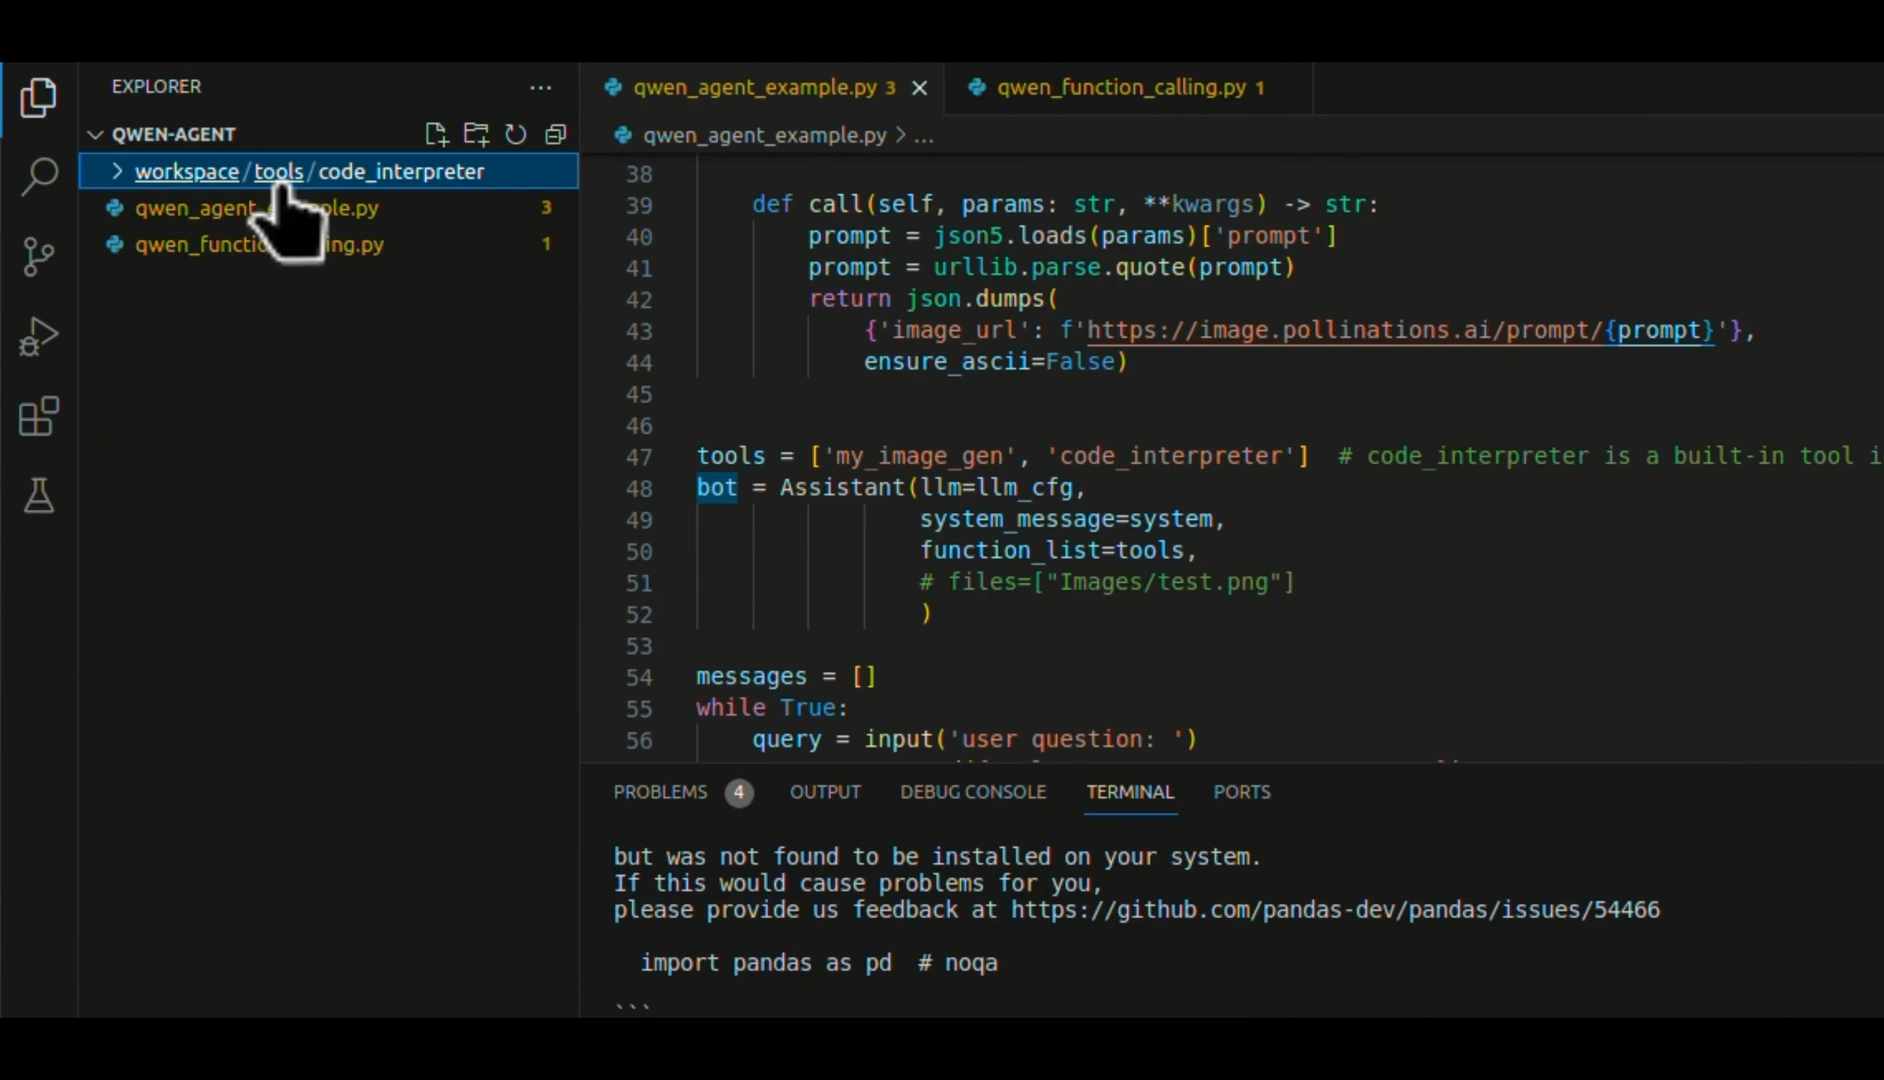 EXPLORER
QWEN-AGENT
workspace/tools/code_interpreter
qwen_agent_ ple.py 3
qwen_functi ing.py 1
qwen_agent_example.py 3
qwen_function_calling.py 1
qwen_agent_example.py > ...
38
39 def call(self, params: str, **kwargs) -> str:
40 prompt = json5.loads(params)['prompt']
41 prompt = urllib.parse.quote(prompt)
42 return json.dumps(
43 {'image_url': f'https://image.pollinations.ai/prompt/{prompt}'},
44 ensure_ascii=False)
45
46
47 tools = ['my_image_gen', 'code_interpreter'] # code_interpreter is a built-in tool i
48 bot = Assistant(llm=llm_cfg,
49 system_message=system,
50 function_list=tools,
51 # files=["Images/test.png"]
52 )
53
54 messages = []
55 while True:
56 query = input('user question: ')
PROBLEMS 4 OUTPUT DEBUG CONSOLE TERMINAL PORTS
but was not found to be installed on your system.
If this would cause problems for you,
please provide us feedback at https://github.com/pandas-dev/pandas/issues/54466
import pandas as pd # noqa
```